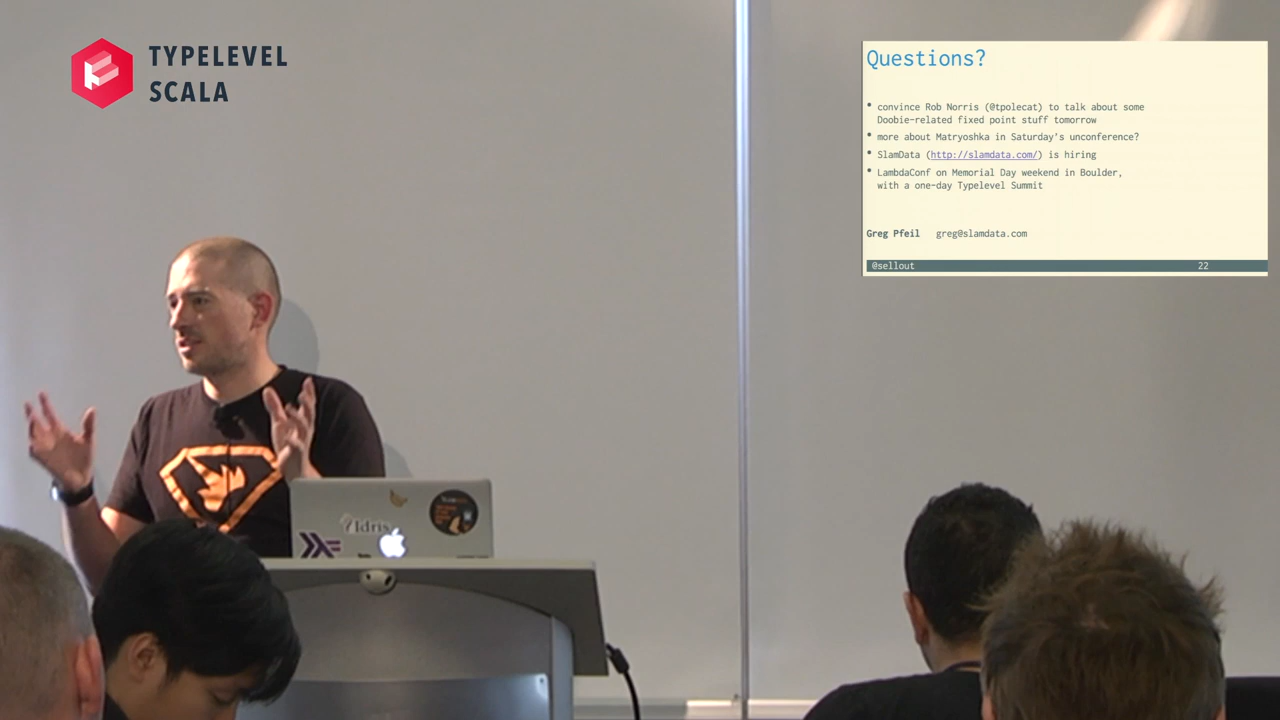 TYPELEVEL
SCALA
Questions?
• convince Rob Norris (@tpolecat) to talk about some
Doobie-related fixed point stuff tomorrow
• more about Matryoshka in Saturday's unconference?
• SlamData (http://slamdata.com/) is hiring
• LambdaConf on Memorial Day weekend in Boulder,
with a one-day Typelevel Summit
Greg Pfeil greg@slamdata.com
@sellout 22
Idris